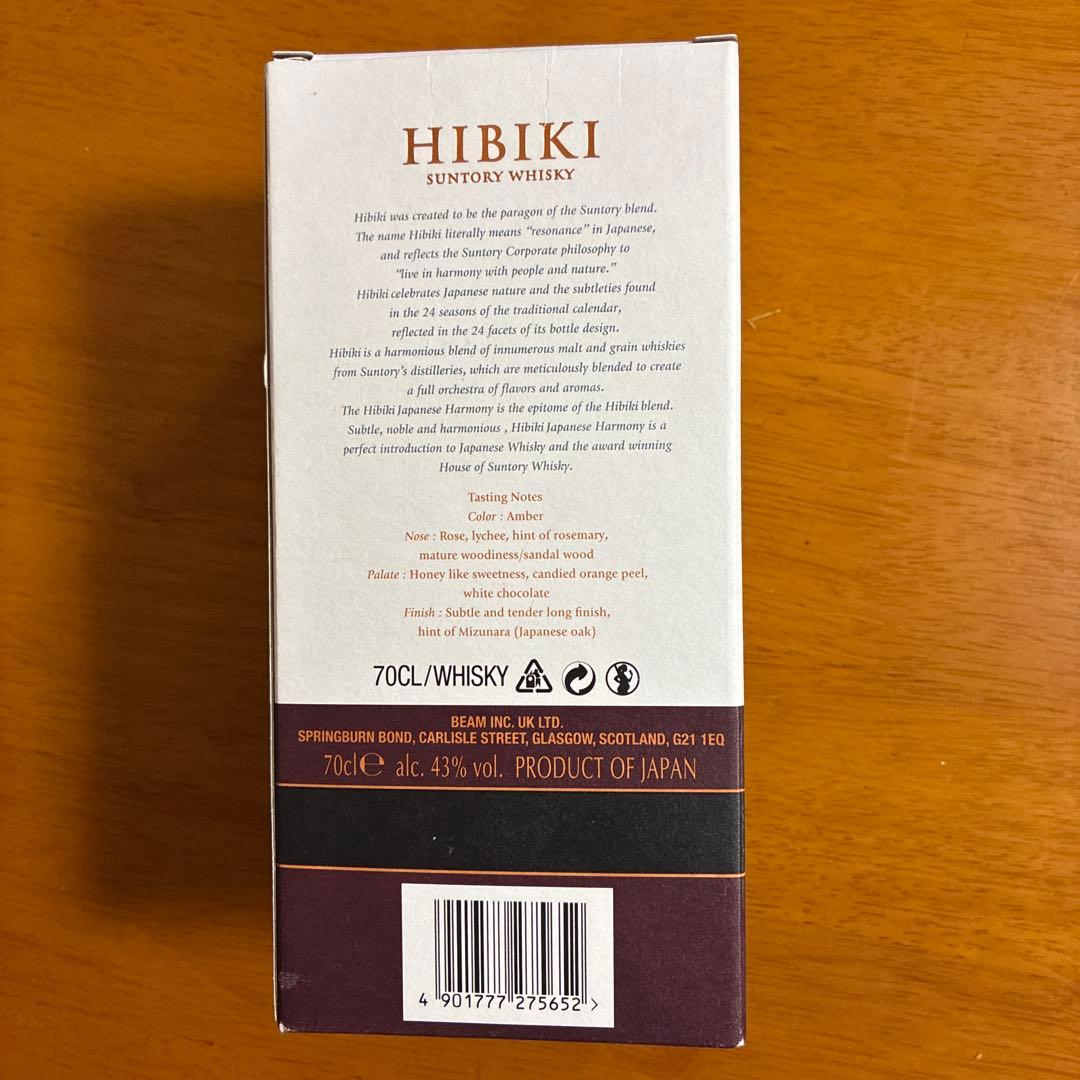 HIBIKI
SUNTORY WHISKY
Hibiki was created to be the paragon of the Suntory blend.
The name Hibiki literally means “resonance” in Japanese,
and reflects the Suntory Corporate philosophy to
“live in harmony with people and nature.”
Hibiki celebrates Japanese nature and the subtleties found
in the 24 seasons of the traditional calendar,
reflected in the 24 facets of its bottle design.
Hibiki is a harmonious blend of innumerous malt and grain whiskies
from Suntory’s distilleries, which are meticulously blended to create
a full orchestra of flavors and aromas.
The Hibiki Japanese Harmony is the epitome of the Hibiki blend.
Subtle, noble and harmonious , Hibiki Japanese Harmony is a
perfect introduction to Japanese Whisky and the award winning
House of Suntory Whisky.
Tasting Notes
Color : Amber
Nose : Rose, lychee, hint of rosemary,
mature woodiness/sandal wood
Palate : Honey like sweetness, candied orange peel,
white chocolate
Finish : Subtle and tender long finish,
hint of Mizunara (Japanese oak)
70CL/WHISKY
BEAM INC. UK LTD.
SPRINGBURN BOND, CARLISLE STREET, GLASGOW, SCOTLAND, G21 1EQ
70cl℮ alc. 43% vol. PRODUCT OF JAPAN
4 901777 275652 >